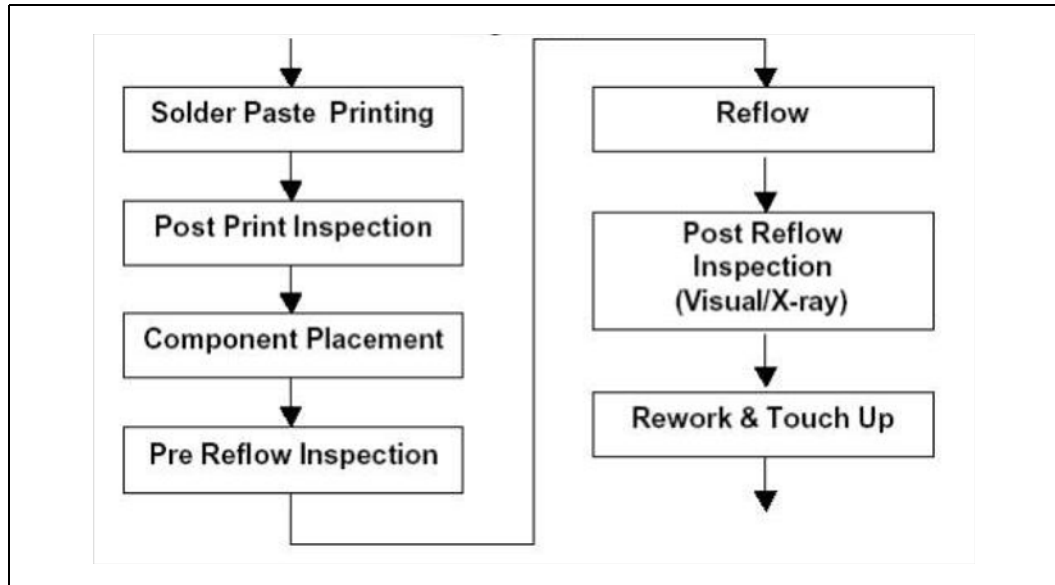 Solder Paste Printing
Post Print Inspection
Component Placement
Pre Reflow Inspection
Reflow
Post Reflow
Inspection
(Visual/X-ray)
Rework & Touch Up